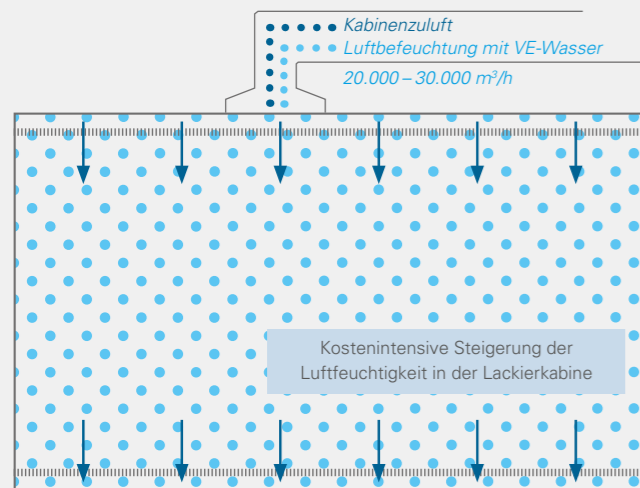 Kabinenzuluft
Luftbefeuchtung mit VE-Wasser
20.000 – 30.000 m³/h
Kostenintensive Steigerung der
Luftfeuchtigkeit in der Lackierkabine